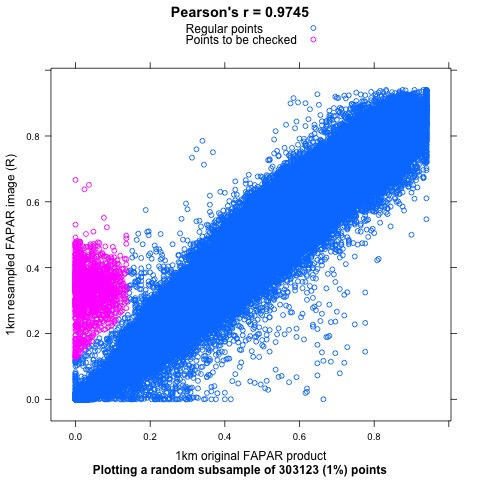 Pearson's r = 0.9745
Regular points
Points to be checked
0.8
0.6
0.4
0.2
0.0
1km resampled FAPAR image (R)
0.0 0.2 0.4 0.6 0.8
1km original FAPAR product
Plotting a random subsample of 303123 (1%) points